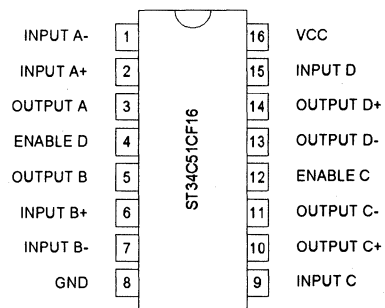 INPUT A- 1 16 VCC
INPUT A+ 2 15 INPUT D
OUTPUT A 3 14 OUTPUT D+
ENABLE D 4 13 OUTPUT D-
OUTPUT B 5 12 ENABLE C
INPUT B+ 6 11 OUTPUT C-
INPUT B- 7 10 OUTPUT C+
GND 8 9 INPUT C
ST34C51CF16